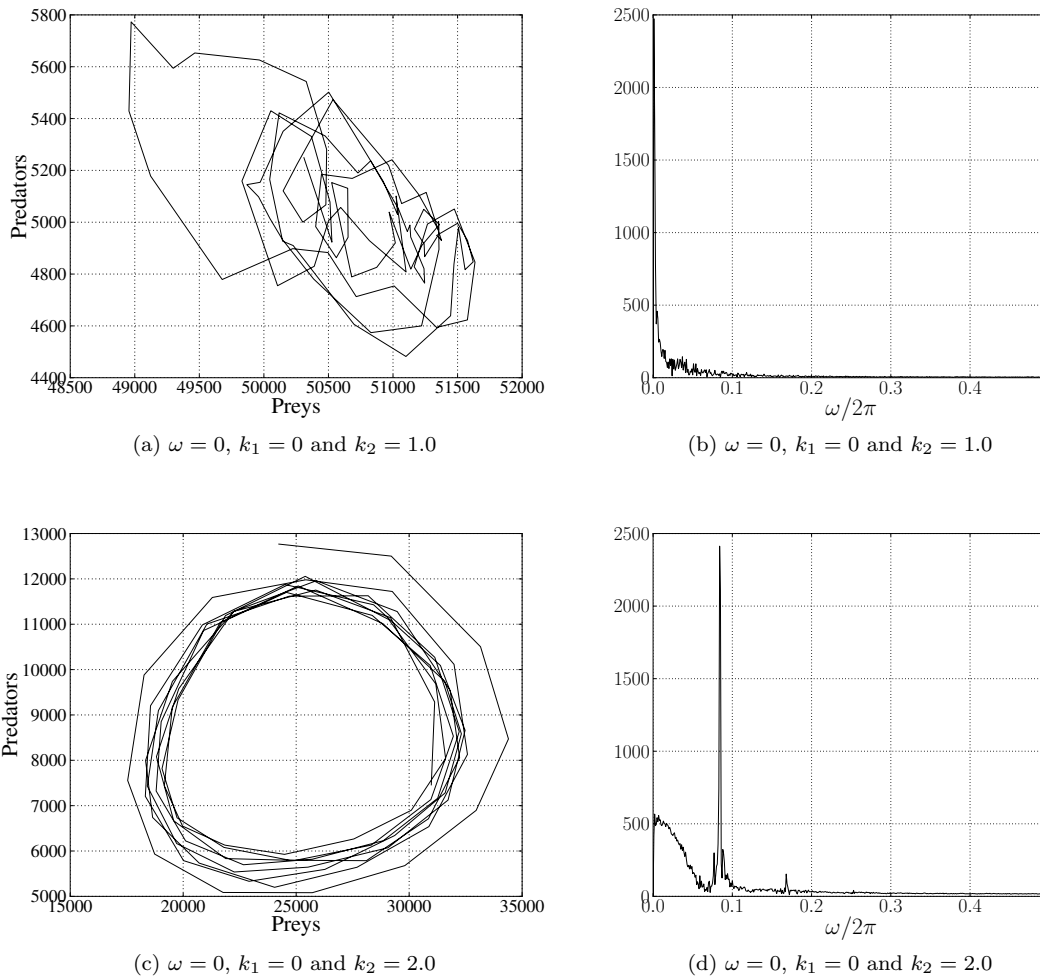 5800
5600
5400
5200
5000
4800
4600
4400
Predators
48500 49000 49500 50000 50500 51000 51500 52000
Preys
(a) ω = 0, k₁ = 0 and k₂ = 1.0
2500
2000
1500
1000
500
0
0.0 0.1 0.2 0.3 0.4
ω/2π
(b) ω = 0, k₁ = 0 and k₂ = 1.0
13000
12000
11000
10000
9000
8000
7000
6000
5000
Predators
15000 20000 25000 30000 35000
Preys
(c) ω = 0, k₁ = 0 and k₂ = 2.0
2500
2000
1500
1000
500
0
0.0 0.1 0.2 0.3 0.4
ω/2π
(d) ω = 0, k₁ = 0 and k₂ = 2.0